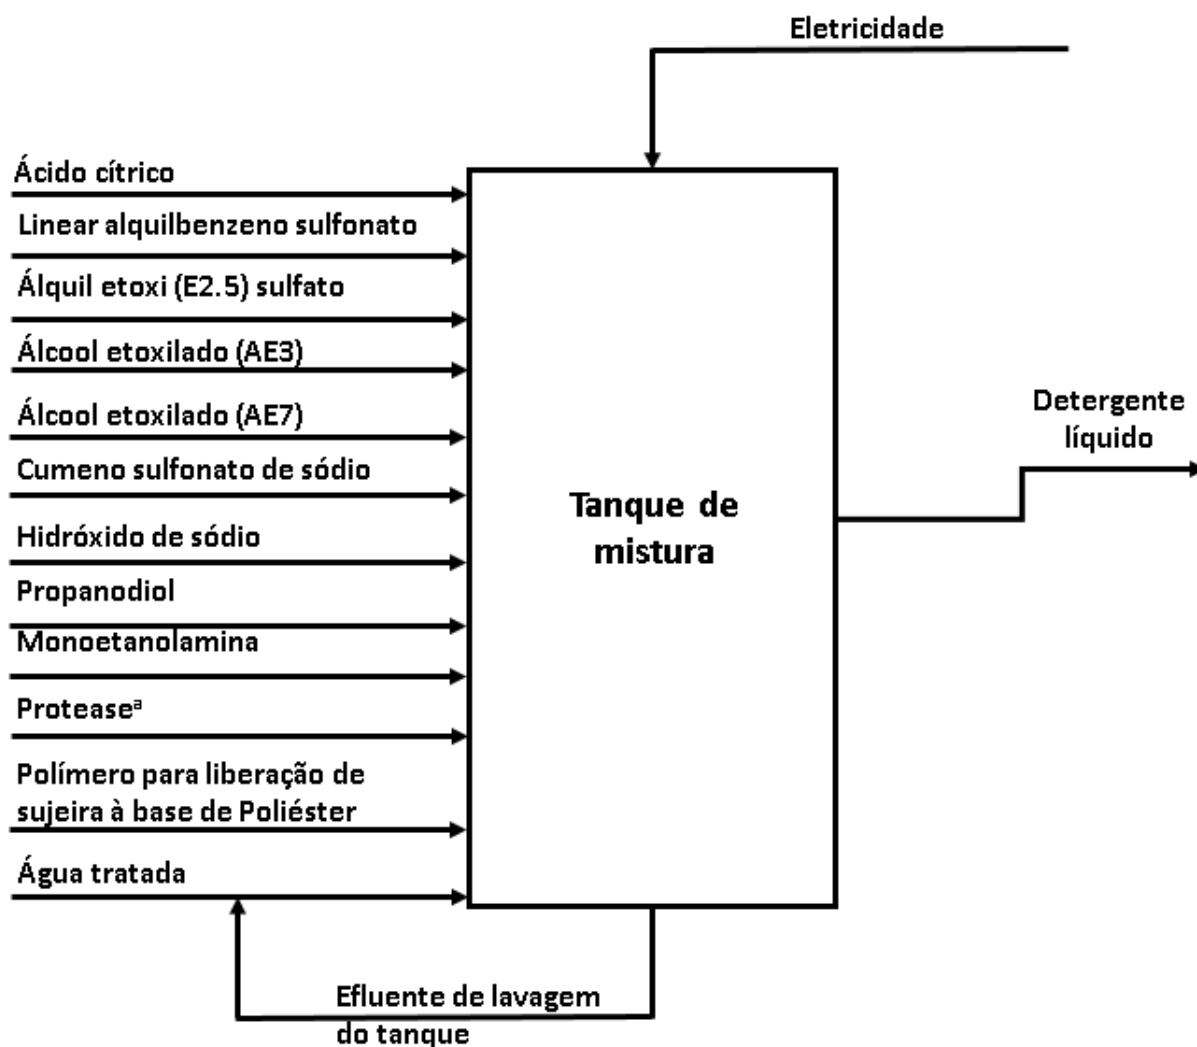 Eletricidade
Ácido cítrico
Linear alquilbenzeno sulfonato
Álquil etoxi (E2.5) sulfato
Álcool etoxilado (AE3)
Álcool etoxilado (AE7)
Cumeno sulfonato de sódio
Hidróxido de sódio
Propanodiol
Monoetanolamina
Proteaseª
Polímero para liberação de
sujeira à base de Poliéster
Água tratada
Tanque de
mistura
Detergente
líquido
Efluente de lavagem
do tanque